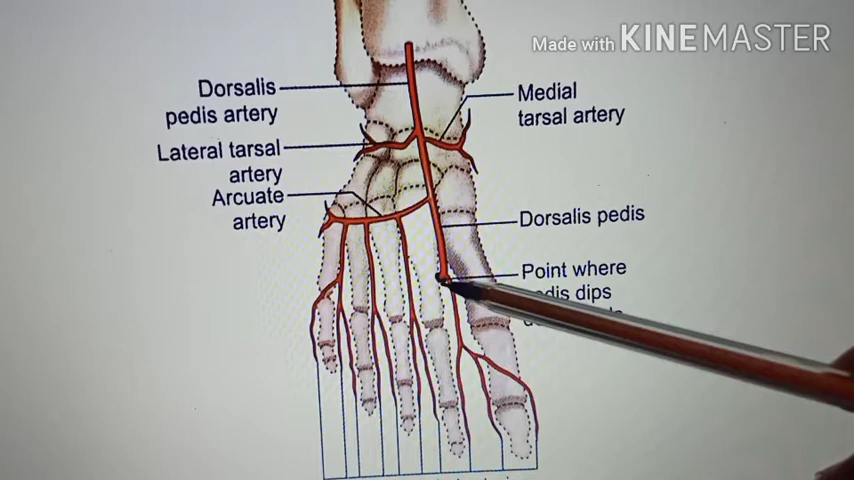 Made with KINEMASTER
Dorsalis
pedis artery
Medial
tarsal artery
Lateral tarsal
artery
Arcuate
artery
Dorsalis pedis
Point where
dips